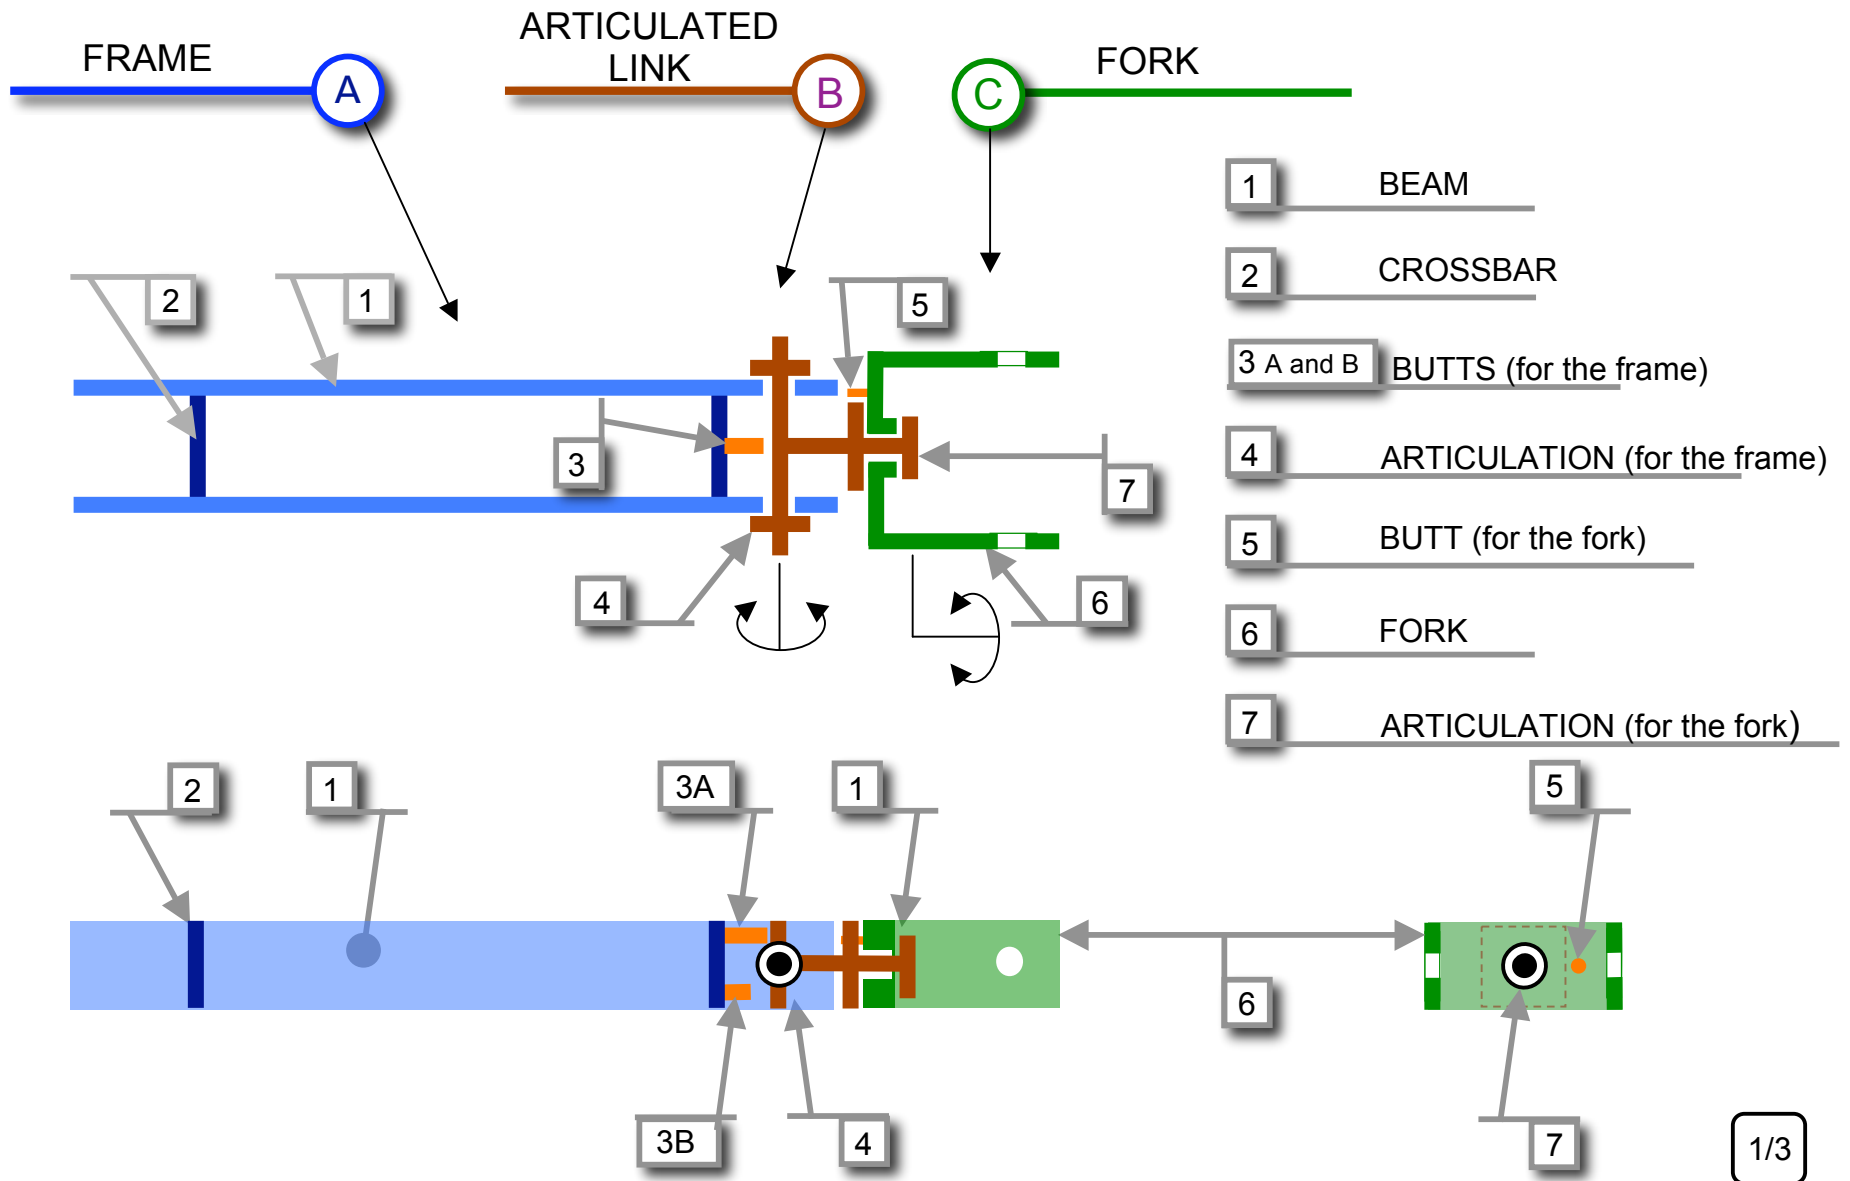 FRAME
A
ARTICULATED
LINK
B
C
FORK
1 BEAM
2 CROSSBAR
3 A and B BUTTS (for the frame)
4 ARTICULATION (for the frame)
5 BUTT (for the fork)
6 FORK
7 ARTICULATION (for the fork)
2
1
5
3
7
4
6
2
1
3A
1
5
6
3B
4
7
1/3